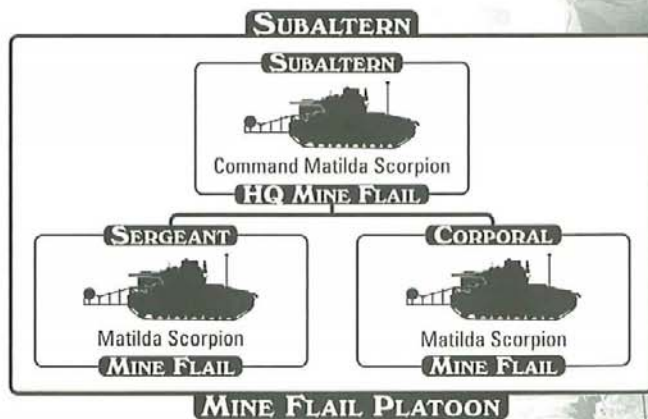 SUBALTERN
SUBALTERN
Command Matilda Scorpion
HQ MINE FLAIL
SERGEANT
CORPORAL
Matilda Scorpion
Matilda Scorpion
MINE FLAIL
MINE FLAIL
MINE FLAIL PLATOON